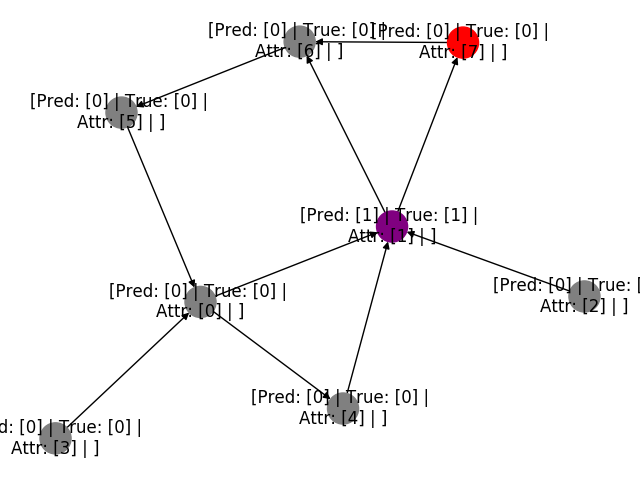 [Pred: [0] | True: [0] |
Attr: [6] | ]
[Pred: [0] | True: [0] |
Attr: [7] | ]
[Pred: [0] | True: [0] |
Attr: [5] | ]
[Pred: [1] | True: [1] |
Attr: [1] | ]
[Pred: [0] | True: [
Attr: [2] | ]
[Pred: [0] | True: [0] |
Attr: [0] | ]
[Pred: [0] | True: [0] |
Attr: [4] | ]
d: [0] | True: [0] |
Attr: [3] | ]